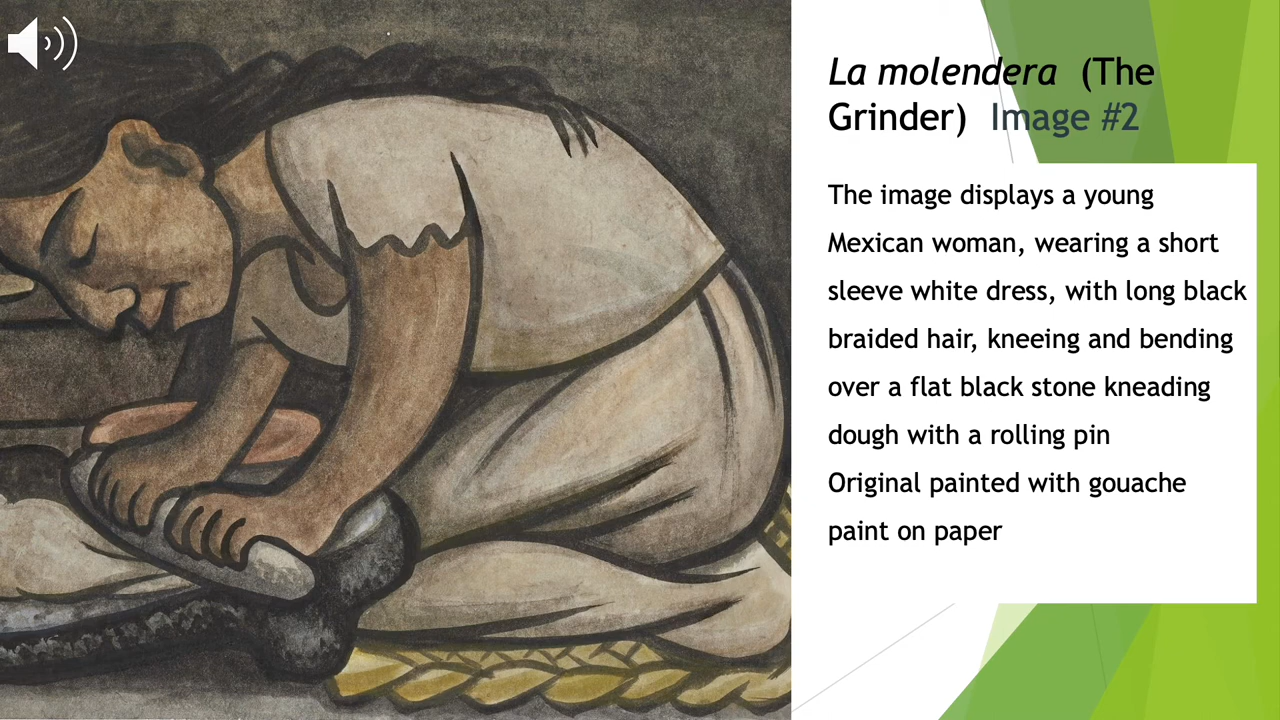 La molendera (The
Grinder) Image #2
The image displays a young
Mexican woman, wearing a short
sleeve white dress, with long black
braided hair, kneeing and bending
over a flat black stone kneading
dough with a rolling pin
Original painted with gouache
paint on paper